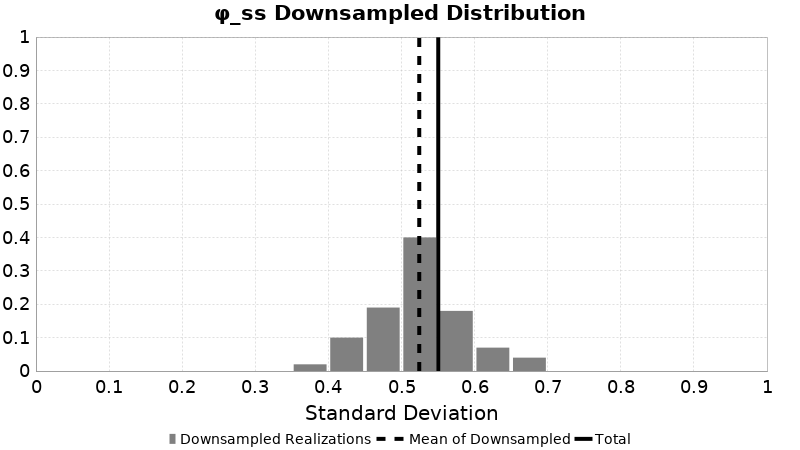 φ_ss Downsampled Distribution
1
0.9
0.8
0.7
0.6
0.5
0.4
0.3
0.2
0.1
0
0 0.1 0.2 0.3 0.4 0.5 0.6 0.7 0.8 0.9 1
Standard Deviation
Downsampled Realizations Mean of Downsampled Total